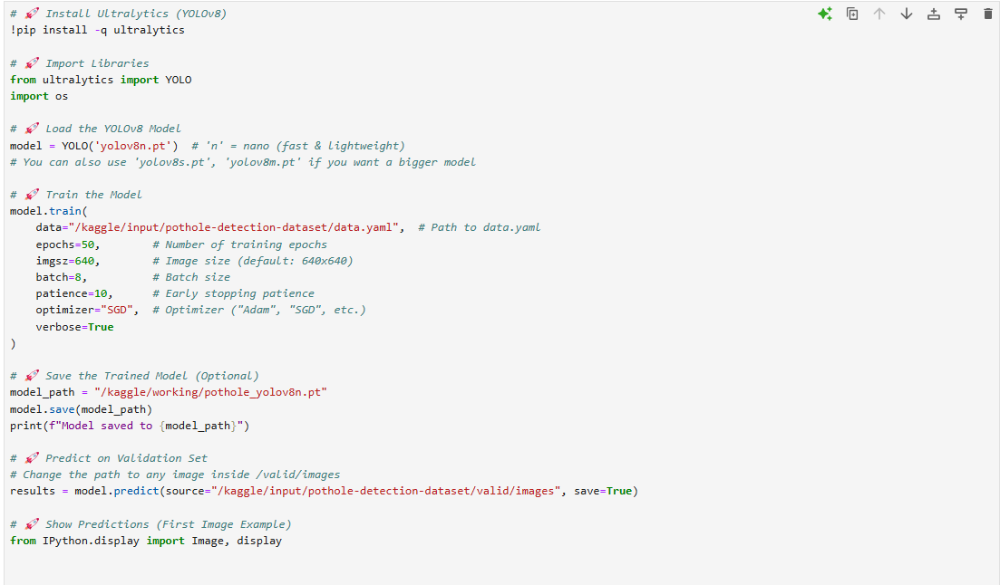 # 🚀 Install Ultralytics (YOLOv8)
!pip install -q ultralytics
# 🚀 Import Libraries
from ultralytics import YOLO
import os
# 🚀 Load the YOLOv8 Model
model = YOLO('yolov8n.pt')  # 'n' = nano (fast & lightweight)
# You can also use 'yolov8s.pt', 'yolov8m.pt' if you want a bigger model
# 🚀 Train the Model
model.train(
    data="/kaggle/input/pothole-detection-dataset/data.yaml",  # Path to data.yaml
    epochs=50,        # Number of training epochs
    imgsz=640,        # Image size (default: 640x640)
    batch=8,          # Batch size
    patience=10,      # Early stopping patience
    optimizer="SGD",  # Optimizer ("Adam", "SGD", etc.)
    verbose=True
)
# 🚀 Save the Trained Model (Optional)
model_path = "/kaggle/working/pothole_yolov8n.pt"
model.save(model_path)
print(f"Model saved to {model_path}")
# 🚀 Predict on Validation Set
# Change the path to any image inside /valid/images
results = model.predict(source="/kaggle/input/pothole-detection-dataset/valid/images", save=True)
# 🚀 Show Predictions (First Image Example)
from IPython.display import Image, display